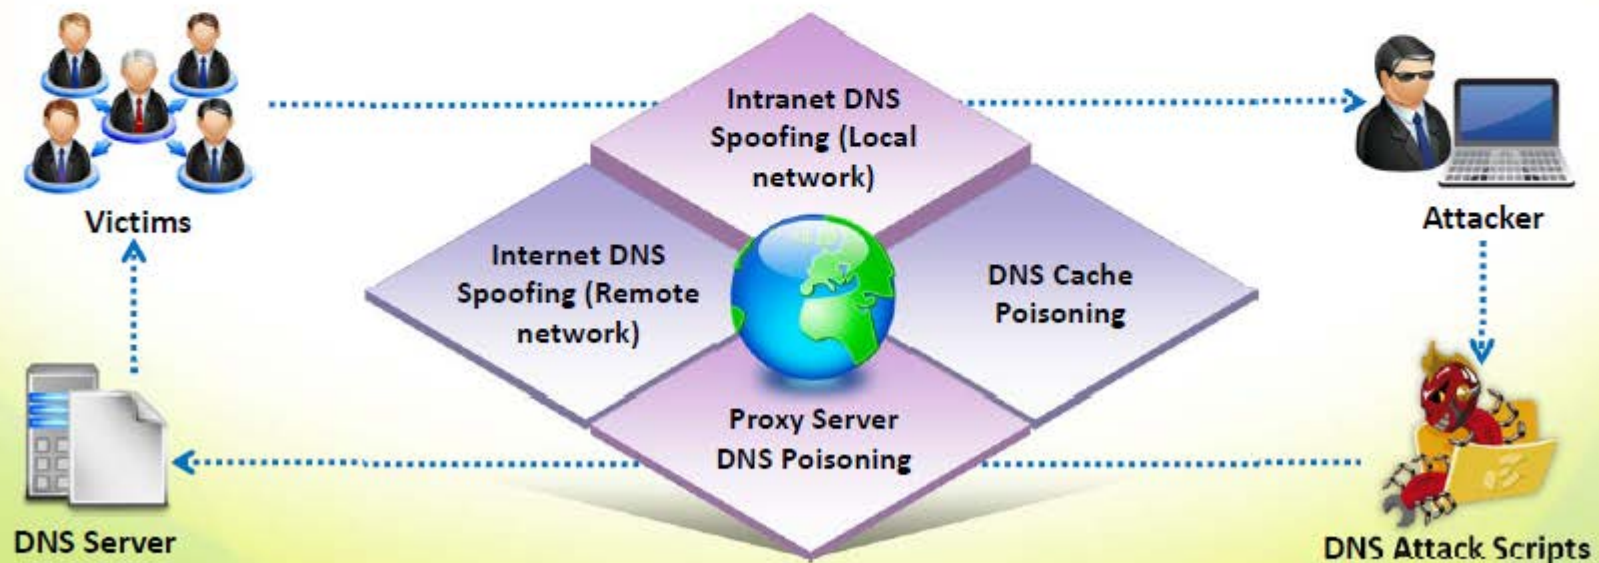 Intranet DNS
Spoofing (Local
network)
Victims
Attacker
Internet DNS
Spoofing (Remote
network)
DNS Cache
Poisoning
Proxy Server
DNS Poisoning
DNS Server
DNS Attack Scripts